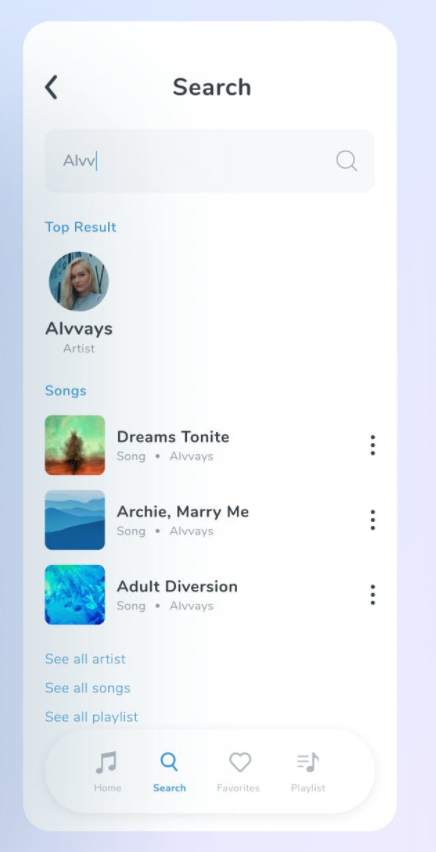 Search
Alvv
Top Result
Alvvays
Artist
Songs
Dreams Tonite
Song • Alvvays
Archie, Marry Me
Song • Alvvays
Adult Diversion
Song • Alvvays
See all artist
See all songs
See all playlist
Home Search Favorites Playlist